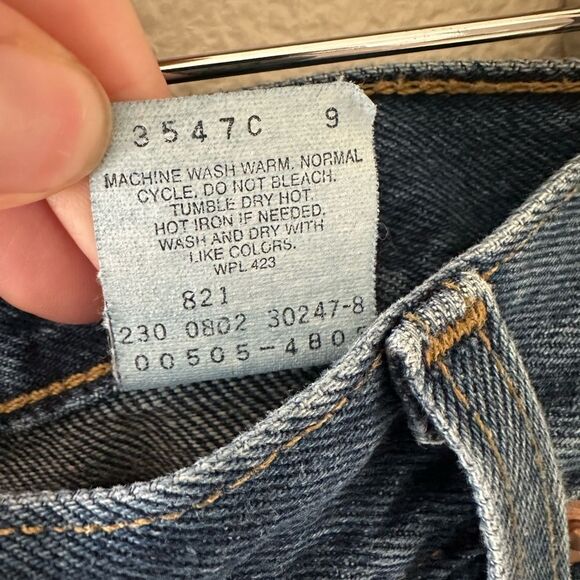 3547C 9
MACHINE WASH WARM, NORMAL
CYCLE, DO NOT BLEACH.
TUMBLE DRY HOT.
HOT IRON IF NEEDED.
WASH AND DRY WITH
LIKE COLORS.
WPL 423
821
230 0802 30247-8